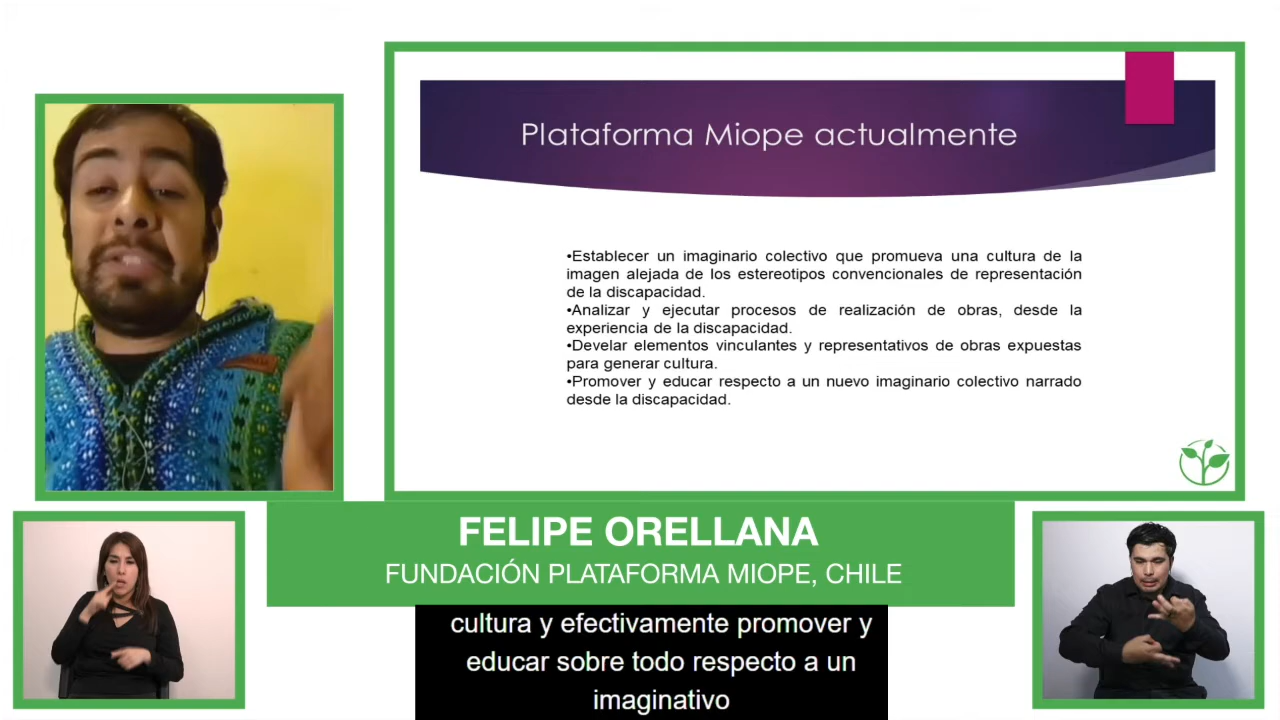 Plataforma Miope actualmente
•Establecer un imaginario colectivo que promueva una cultura de la
imagen alejada de los estereotipos convencionales de representación
de la discapacidad.
•Analizar y ejecutar procesos de realización de obras, desde la
experiencia de la discapacidad.
•Develar elementos vinculantes y representativos de obras expuestas
para generar cultura.
•Promover y educar respecto a un nuevo imaginario colectivo narrado
desde la discapacidad.
FELIPE ORELLANA
FUNDACIÓN PLATAFORMA MIOPE, CHILE
cultura y efectivamente promover y
educar sobre todo respecto a un
imaginativo